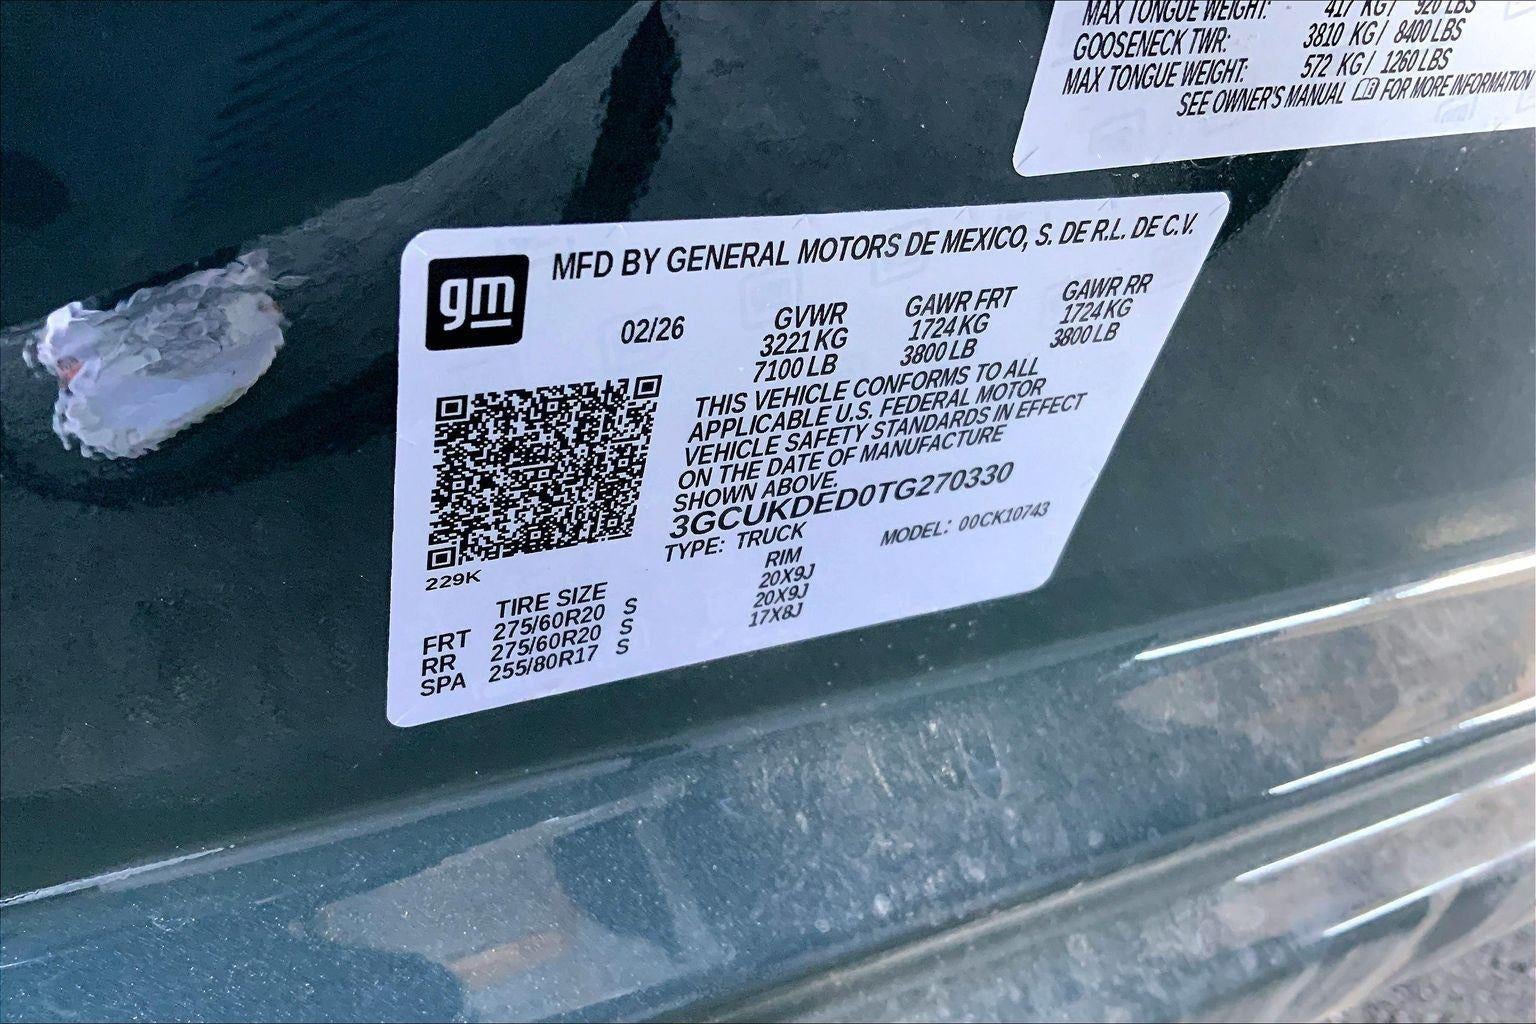 MAX TONGUE WEIGHT: 417 KG / 920 LBS
GOOSENECK TWR: 3810 KG / 8400 LBS
MAX TONGUE WEIGHT: 572 KG / 1260 LBS
SEE OWNER'S MANUAL FOR MORE INFORMATION
gm
MFD BY GENERAL MOTORS DE MEXICO, S. DE R.L. DE C.V.
02/26 GVWR GAWR FRT GAWR RR
3221 KG 1724 KG 1724 KG
7100 LB 3800 LB 3800 LB
THIS VEHICLE CONFORMS TO ALL
APPLICABLE U.S. FEDERAL MOTOR
VEHICLE SAFETY STANDARDS IN EFFECT
ON THE DATE OF MANUFACTURE
SHOWN ABOVE.
3GCUKDED0TG270330
TYPE: TRUCK MODEL: 00CK10743
229K
TIRE SIZE RIM
FRT 275/60R20 S 20X9J
RR 275/60R20 S 20X9J
SPA 255/80R17 S 17X8J